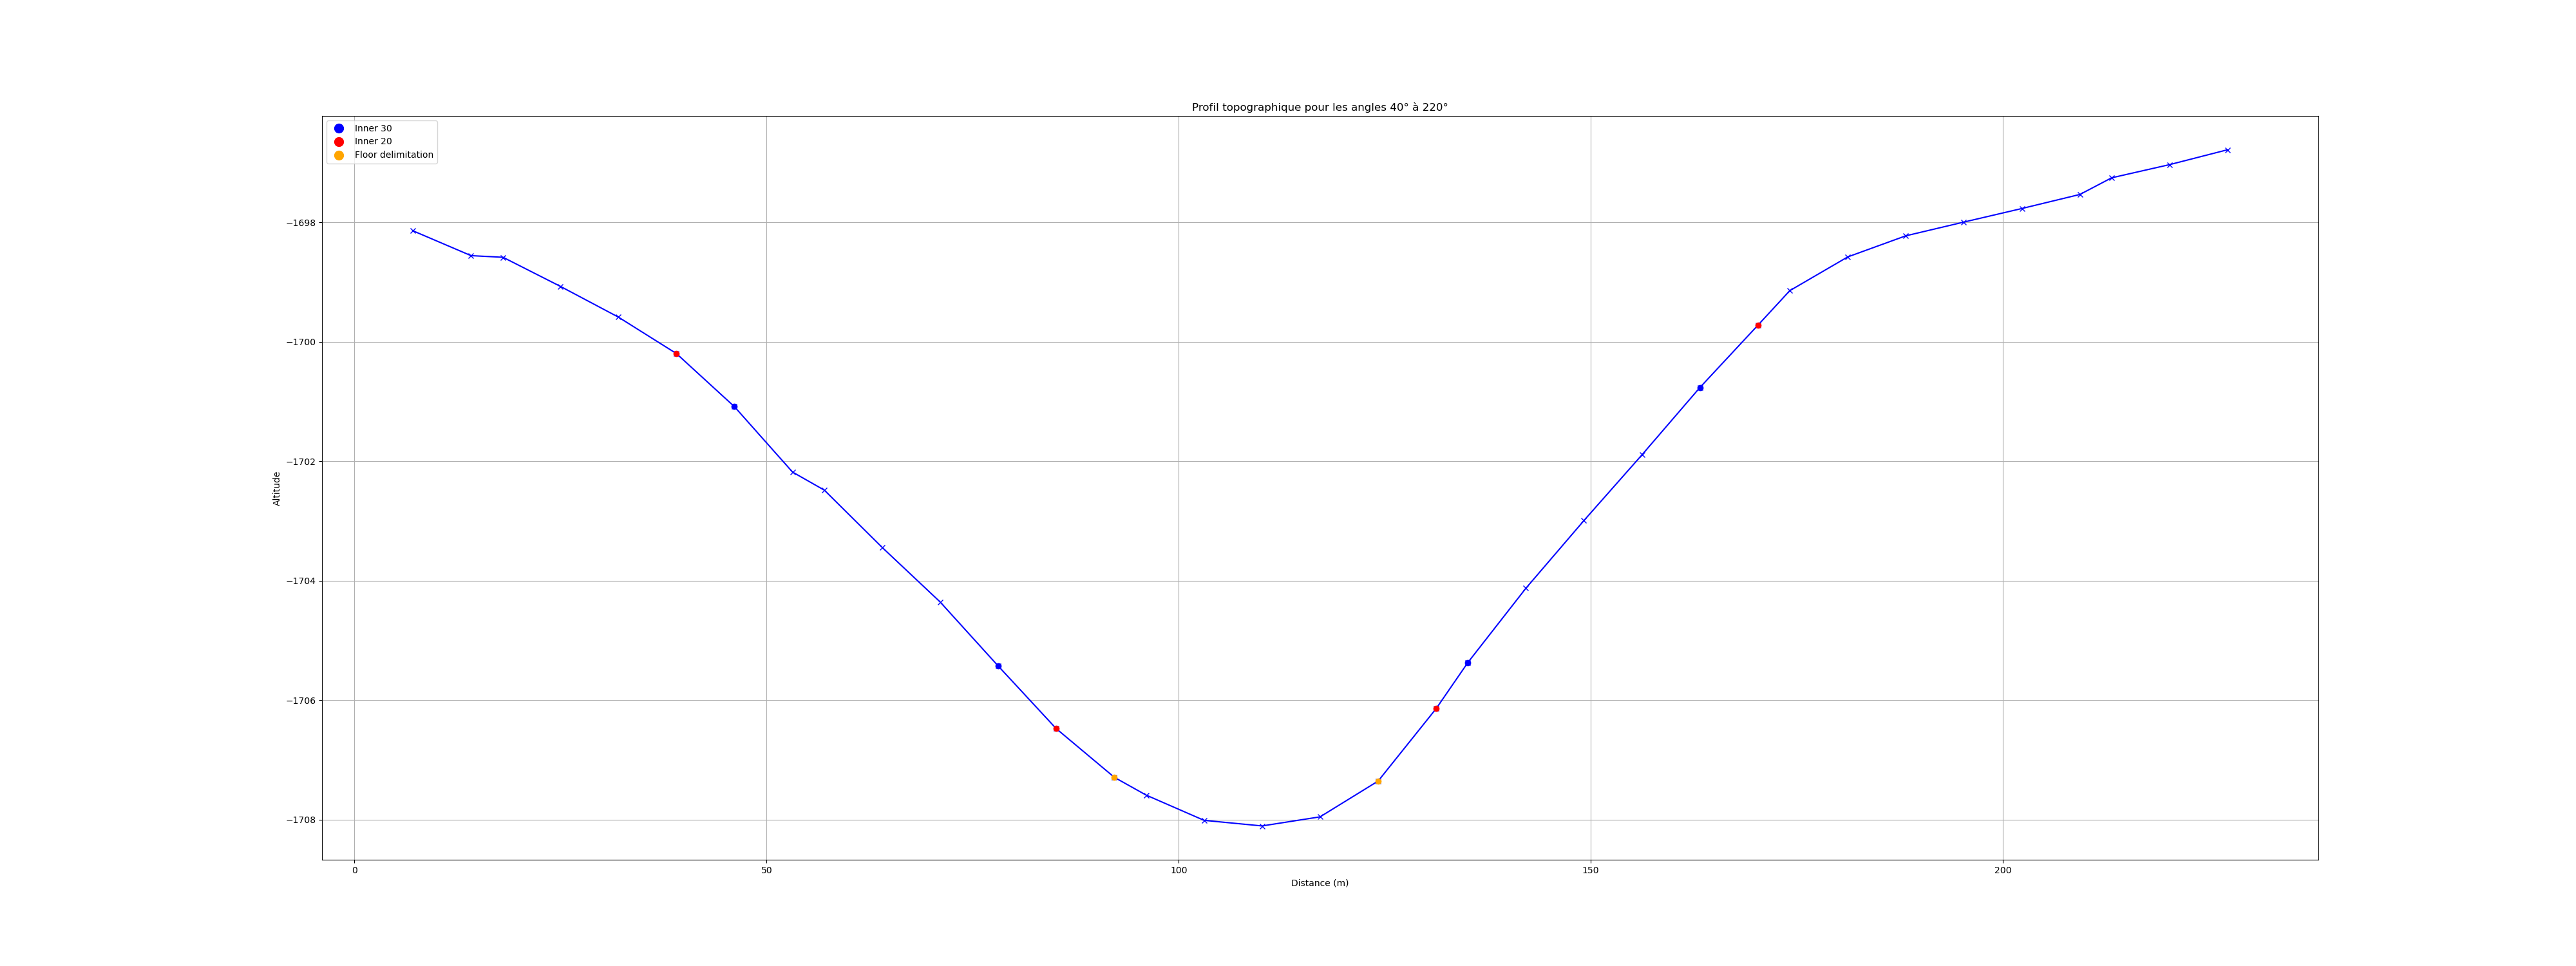 Profil topographique pour les angles 40° à 220°
Inner 30
Inner 20
Floor delimitation
−1698
−1700
−1702
−1704
−1706
−1708
Altitude
0 50 100 150 200
Distance (m)